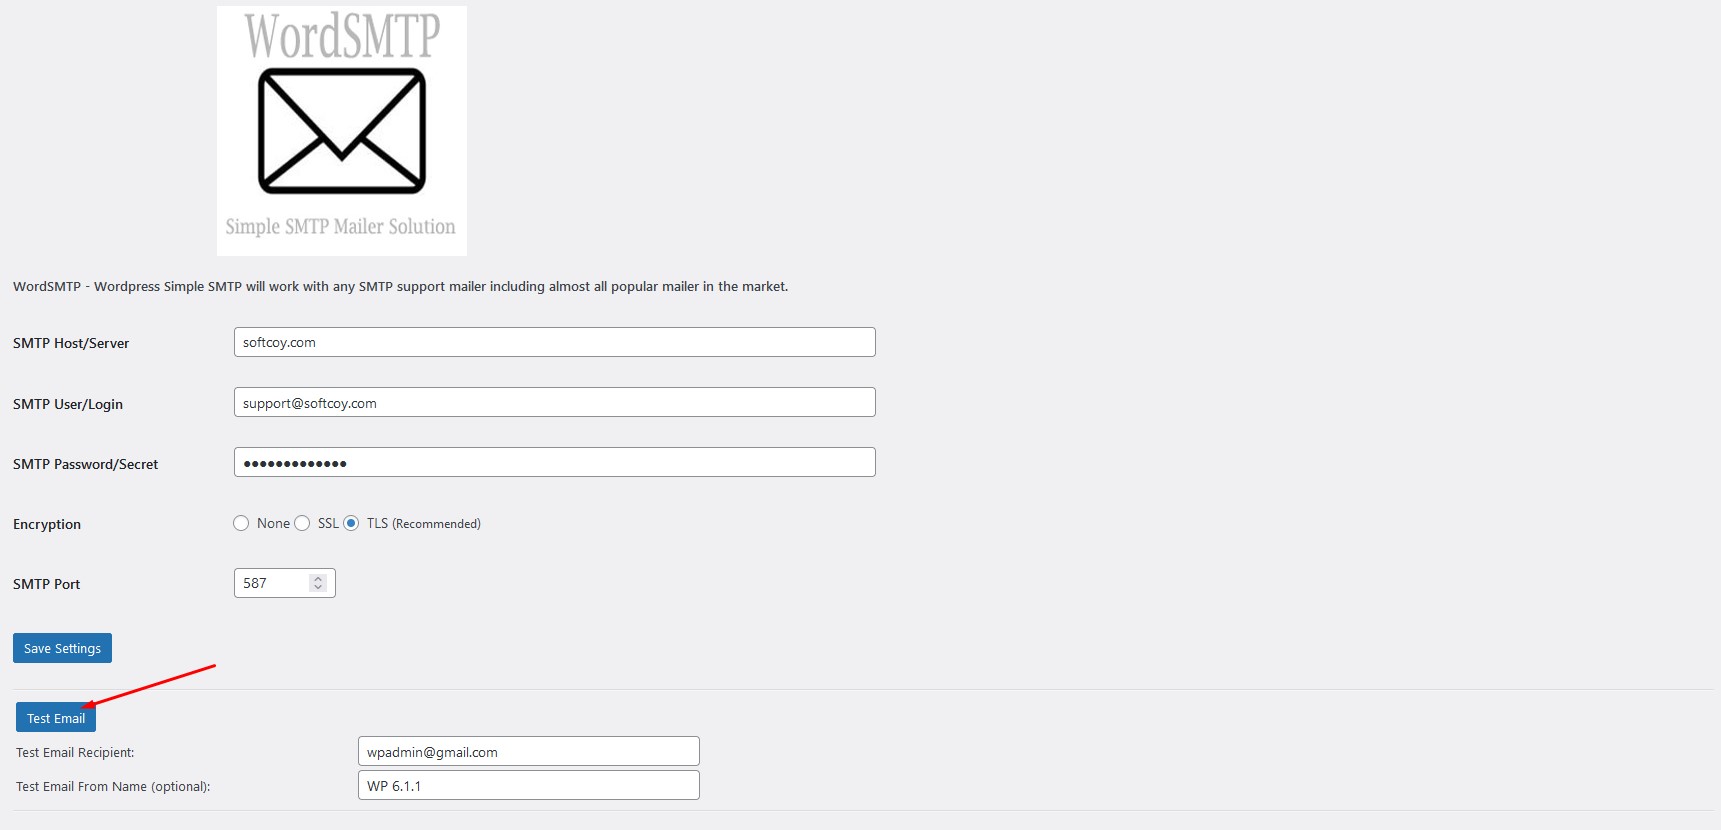 WordSMTP
Simple SMTP Mailer Solution
WordSMTP - Wordpress Simple SMTP will work with any SMTP support mailer including almost all popular mailer in the market.
SMTP Host/Server softcoy.com
SMTP User/Login support@softcoy.com
SMTP Password/Secret •••••••••••••
Encryption None SSL TLS (Recommended)
SMTP Port 587
Save Settings
Test Email
Test Email Recipient: wpadmin@gmail.com
Test Email From Name (optional): WP 6.1.1